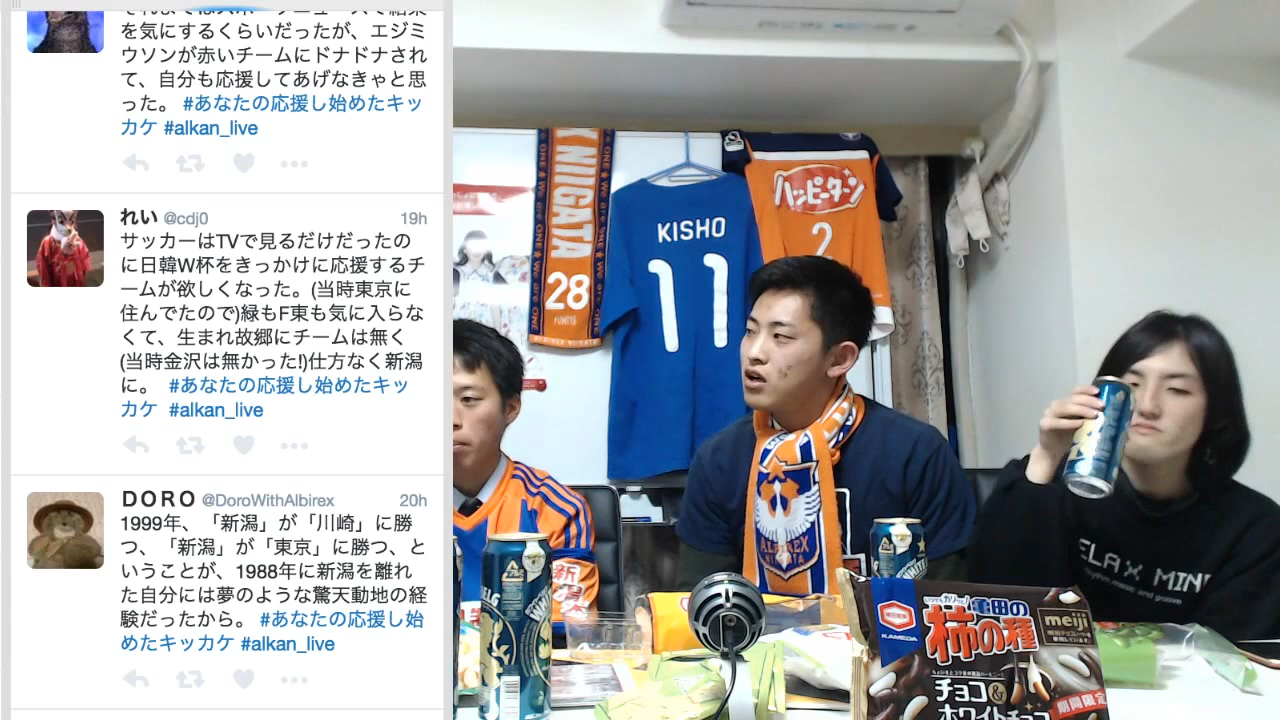 を気にするくらいだったが、エジミ
ウソンが赤いチームにドナドナされ
て、自分も応援してあげなきゃと思
った。 #あなたの応援し始めたキッ
カケ #alkan_live
れい @cdj0 19h
サッカーはTVで見るだけだったの
に日韓W杯をきっかけに応援するチ
ームが欲しくなった。(当時東京に
住んでたので)緑もF東も気に入らな
くて、生まれ故郷にチームは無く
(当時金沢は無かった!)仕方なく新潟
に。 #あなたの応援し始めたキッ
カケ #alkan_live
DORO @DoroWithAlbirex 20h
1999年、「新潟」が「川崎」に勝
つ、「新潟」が「東京」に勝つ、と
いうことが、1988年に新潟を離れ
た自分には夢のような驚天動地の経
験だったから。 #あなたの応援し始
めたキッカケ #alkan_live
NIIGATA
28
KISHO
11
ハッピーターン
2
ALBIREX
NIIGATA
新潟
ELAX MIN
rhythm, music and groove
KAMEDA
亀田の
柿の種
meiji
チョコ&
ホワイトチョコ
期間限定